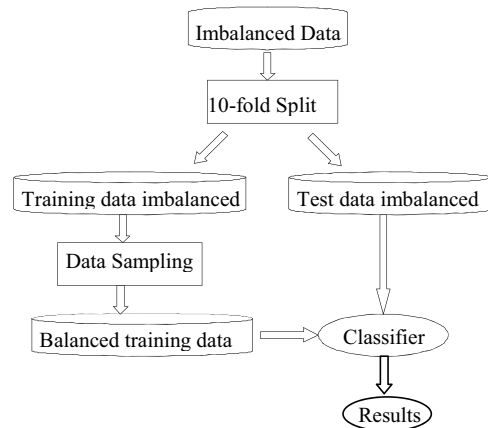 Imbalanced Data
10-fold Split
Training data imbalanced
Test data imbalanced
Data Sampling
Balanced training data
Classifier
Results